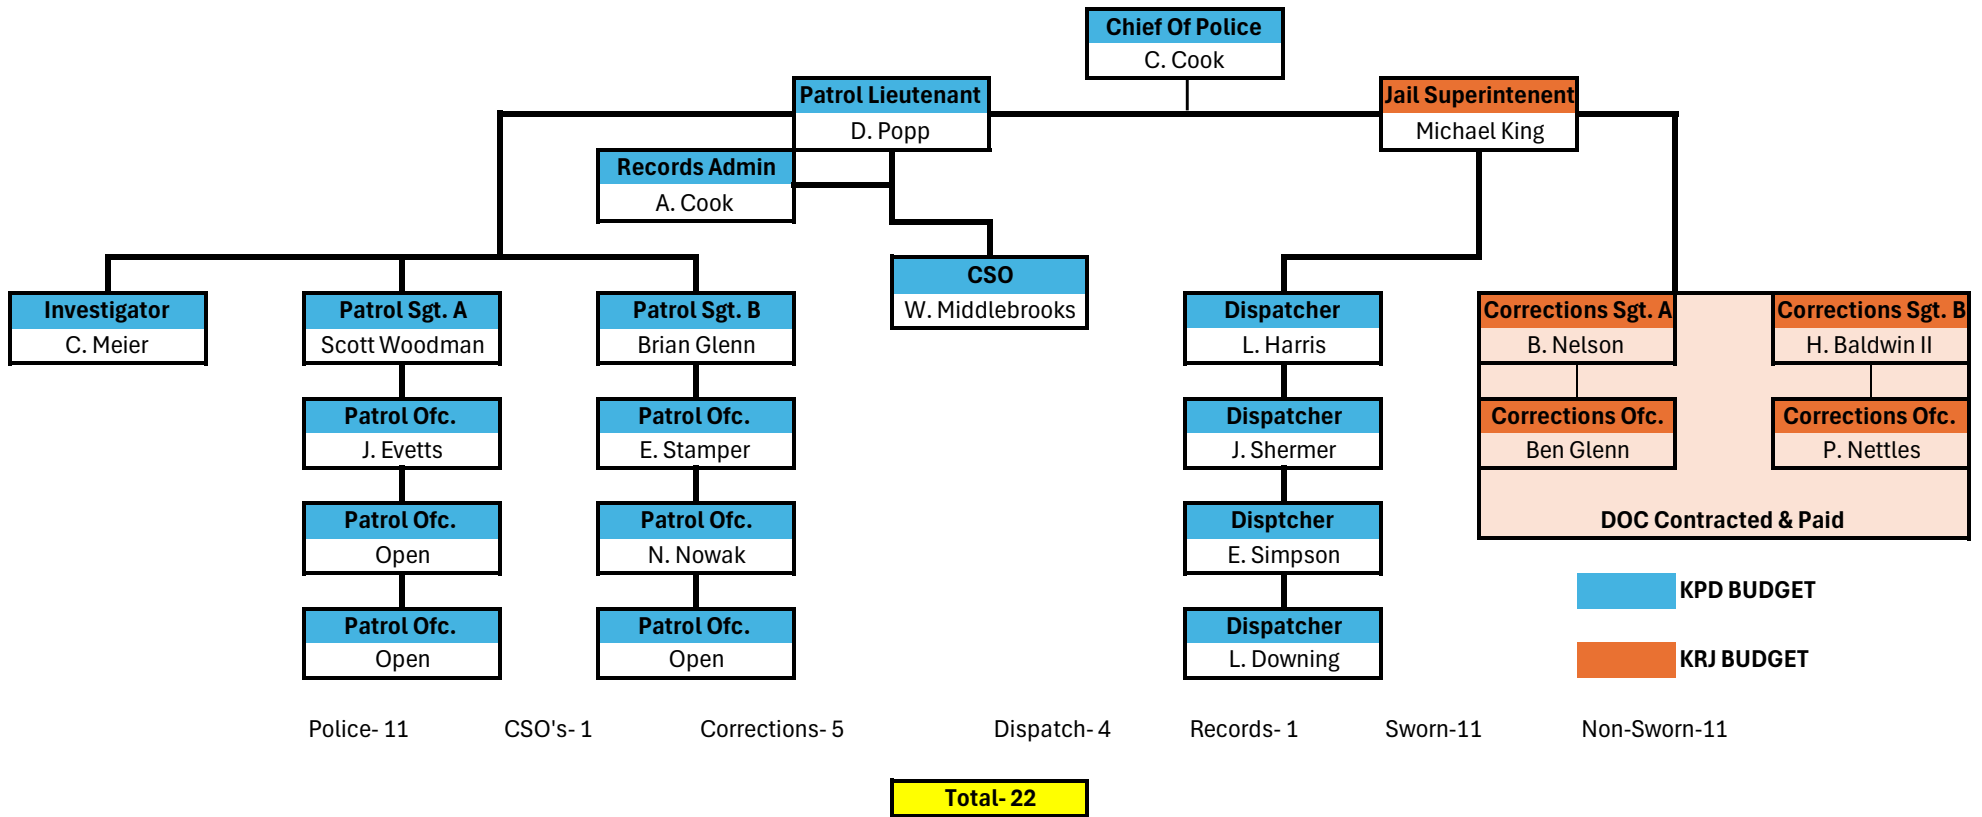 Chief Of Police
C. Cook
Patrol Lieutenant
D. Popp
Jail Superintenent
Michael King
Records Admin
A. Cook
CSO
W. Middlebrooks
Investigator
C. Meier
Patrol Sgt. A
Scott Woodman
Patrol Sgt. B
Brian Glenn
Dispatcher
L. Harris
Corrections Sgt. A
B. Nelson
Corrections Sgt. B
H. Baldwin II
Patrol Ofc.
J. Evetts
Patrol Ofc.
E. Stamper
Dispatcher
J. Shermer
Corrections Ofc.
Ben Glenn
Corrections Ofc.
P. Nettles
Patrol Ofc.
Open
Patrol Ofc.
N. Nowak
Disptcher
E. Simpson
DOC Contracted & Paid
Patrol Ofc.
Open
Patrol Ofc.
Open
Dispatcher
L. Downing
KPD BUDGET
KRJ BUDGET
Police- 11
CSO's- 1
Corrections- 5
Dispatch- 4
Records- 1
Sworn-11
Non-Sworn-11
Total- 22